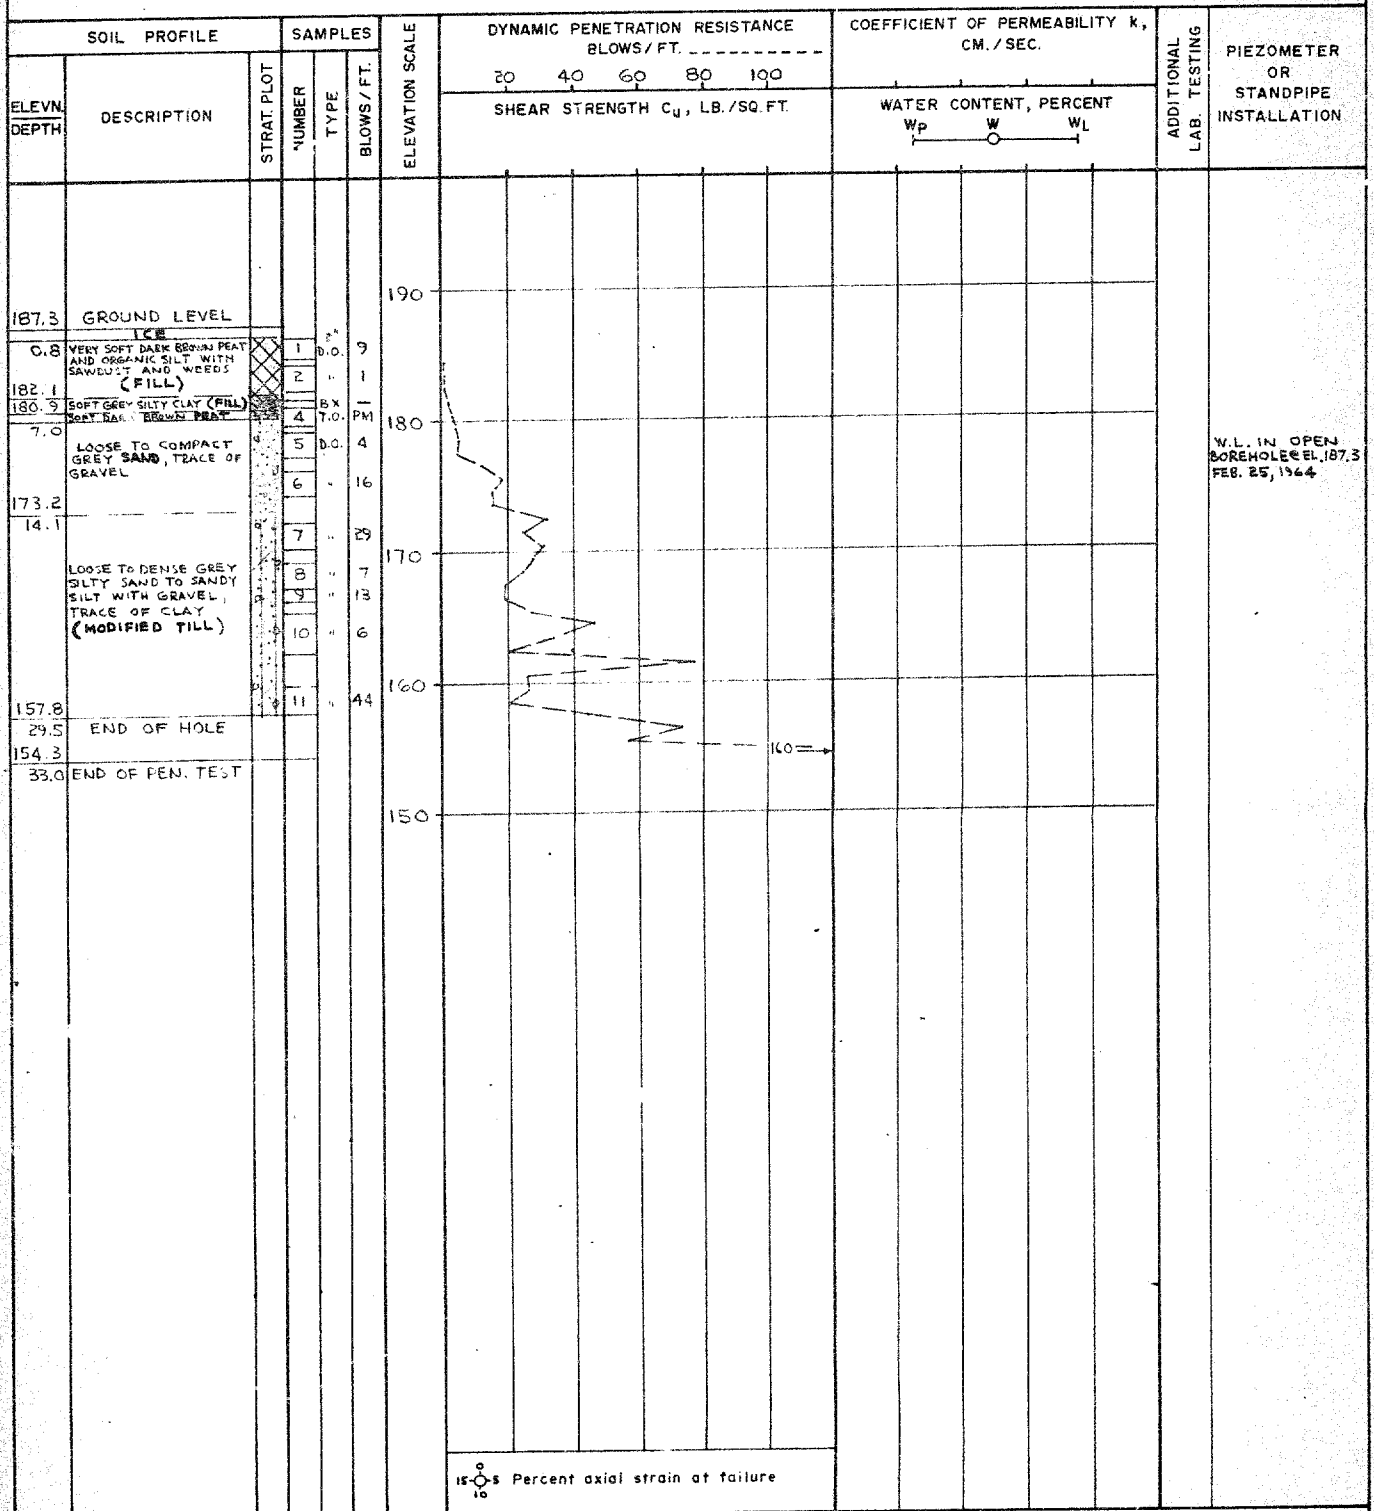 SOIL PROFILE
SAMPLES
ELEVATION SCALE
DYNAMIC PENETRATION RESISTANCE
BLOWS / FT. ----------
20 40 60 80 100
SHEAR STRENGTH Cu, LB./SQ.FT.
COEFFICIENT OF PERMEABILITY k,
CM./SEC.
WATER CONTENT, PERCENT
WP W WL
ADDITIONAL
LAB. TESTING
PIEZOMETER
OR
STANDPIPE
INSTALLATION
ELEVN.
DEPTH
DESCRIPTION
STRAT. PLOT
NUMBER
TYPE
BLOWS / FT.
190
187.3 GROUND LEVEL
ICE
0.8 VERY SOFT DARK BROWN PEAT
AND ORGANIC SILT WITH
SAWDUST AND WEEDS
(FILL)
2"
1 D.O. 9
2 " 1
182.1
180.9 SOFT GREY SILTY CLAY (FILL)
BX —
SOFT BROWN PEAT
4 T.O. PM
180
7.0
LOOSE TO COMPACT
GREY SAND, TRACE OF
GRAVEL
5 D.O. 4
6 " 16
W.L. IN OPEN
BOREHOLE @ EL. 187.3
FEB. 25, 1964
173.2
14.1
7 " 29
170
LOOSE TO DENSE GREY
SILTY SAND TO SANDY
SILT WITH GRAVEL,
TRACE OF CLAY
(MODIFIED TILL)
8 " 7
9 " 13
10 " 6
160
11 " 44
157.8
29.5 END OF HOLE
154.3
33.0 END OF PEN. TEST
160
150
0
15 5 Percent axial strain at failure
10